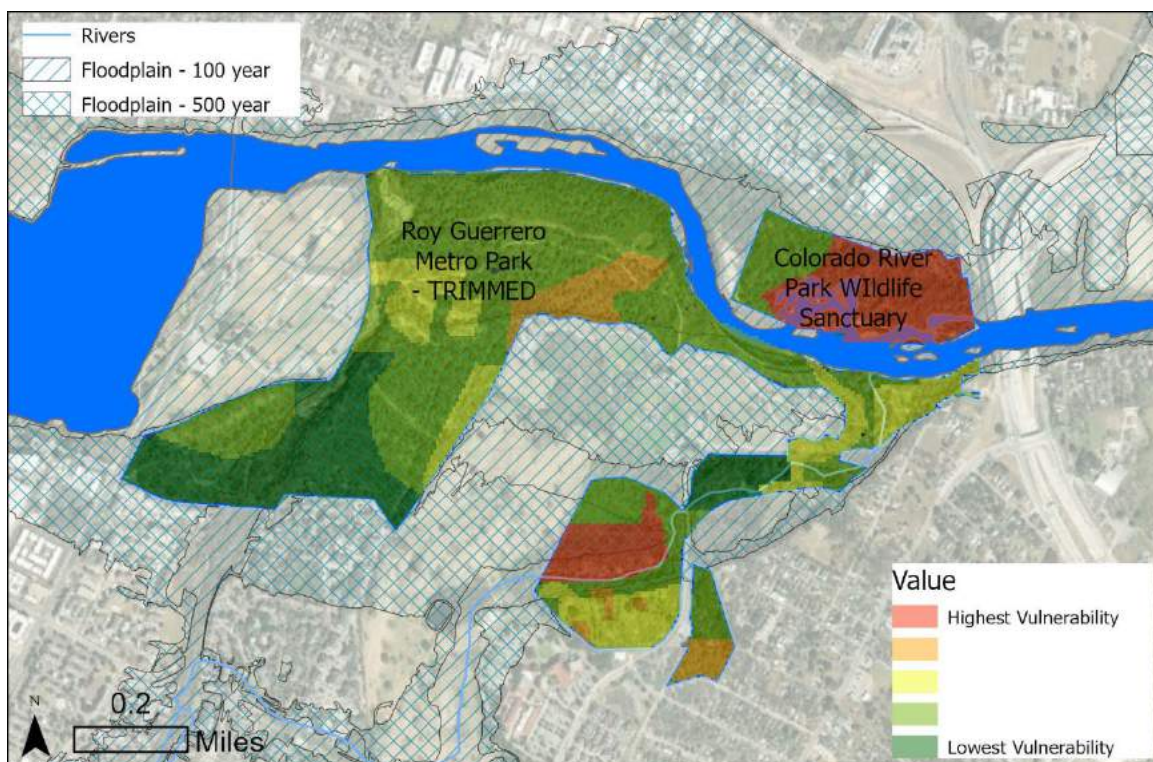 Rivers
Floodplain - 100 year
Floodplain - 500 year
Roy Guerrero
Metro Park
- TRIMMED
Colorado River
Park WIldlife
Sanctuary
Value
Highest Vulnerability
Lowest Vulnerability
N
0.2
Miles